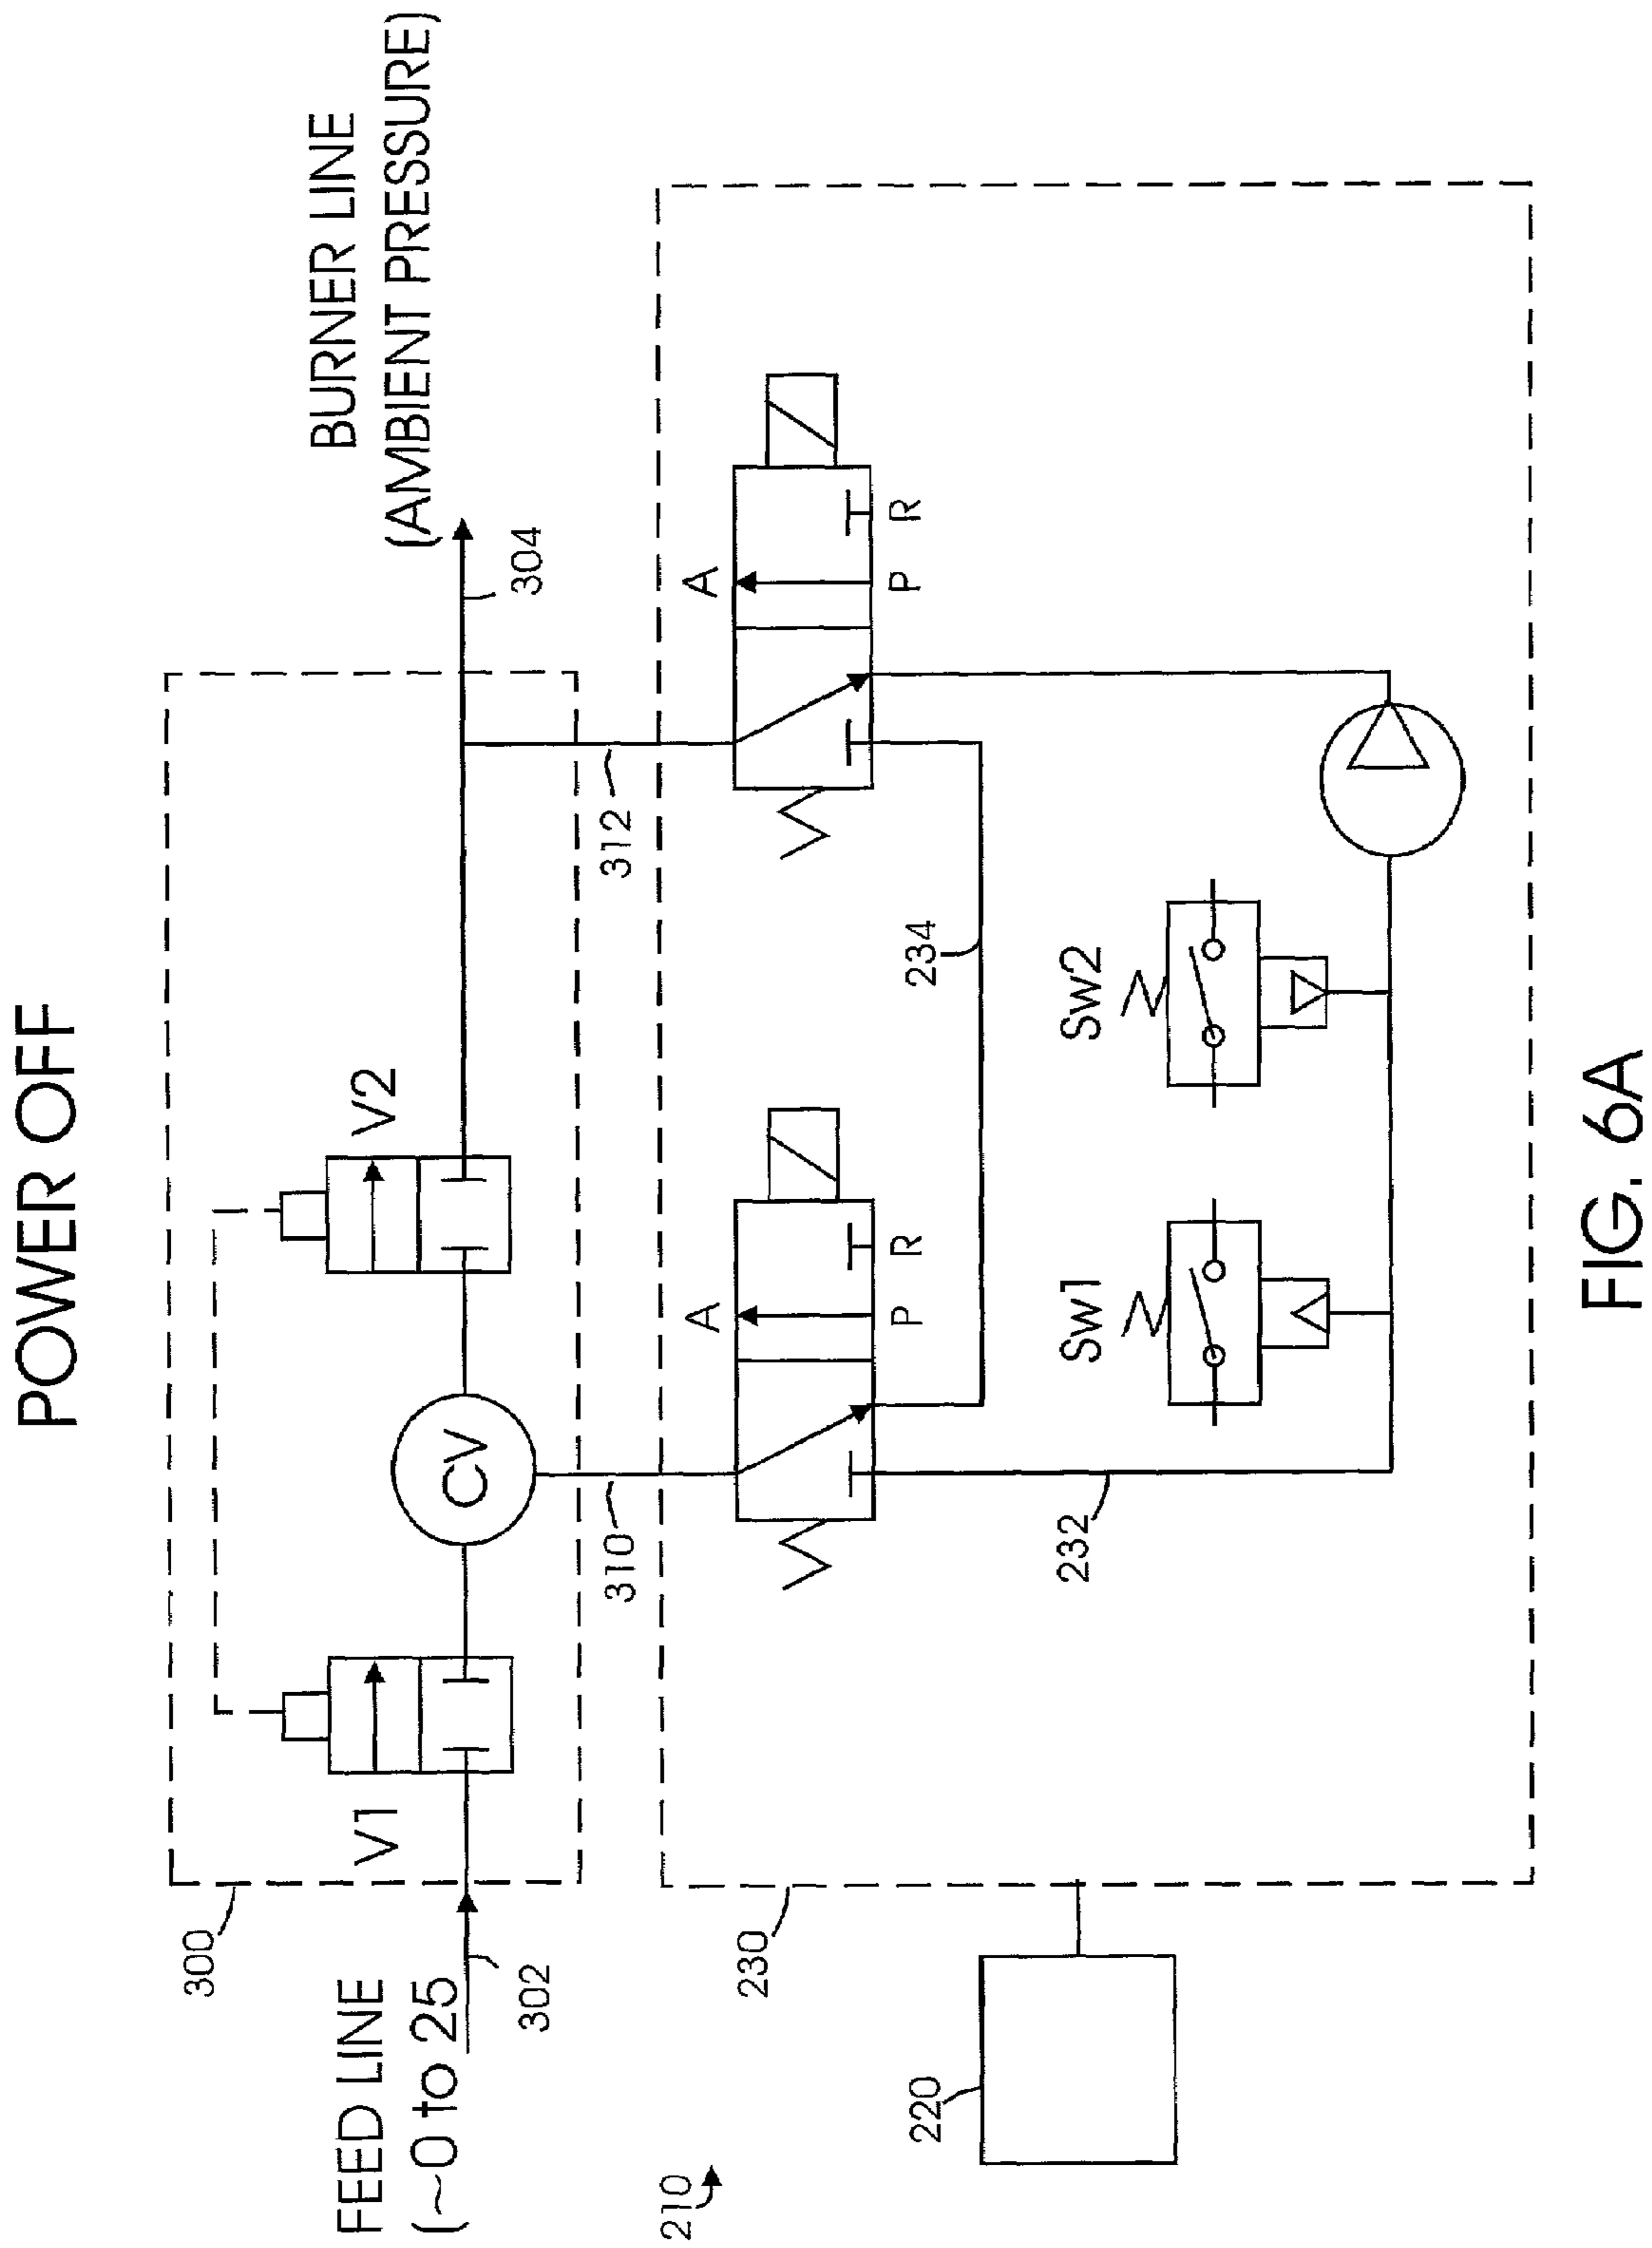 POWER OFF
BURNER LINE
(AMBIENT PRESSURE)
304
V2
CV
V1
300
FEED LINE
(~0 to 25
302
312
310
A
P
R
A
P
R
234
232
Sw1
Sw2
230
220
210
FIG. 6A